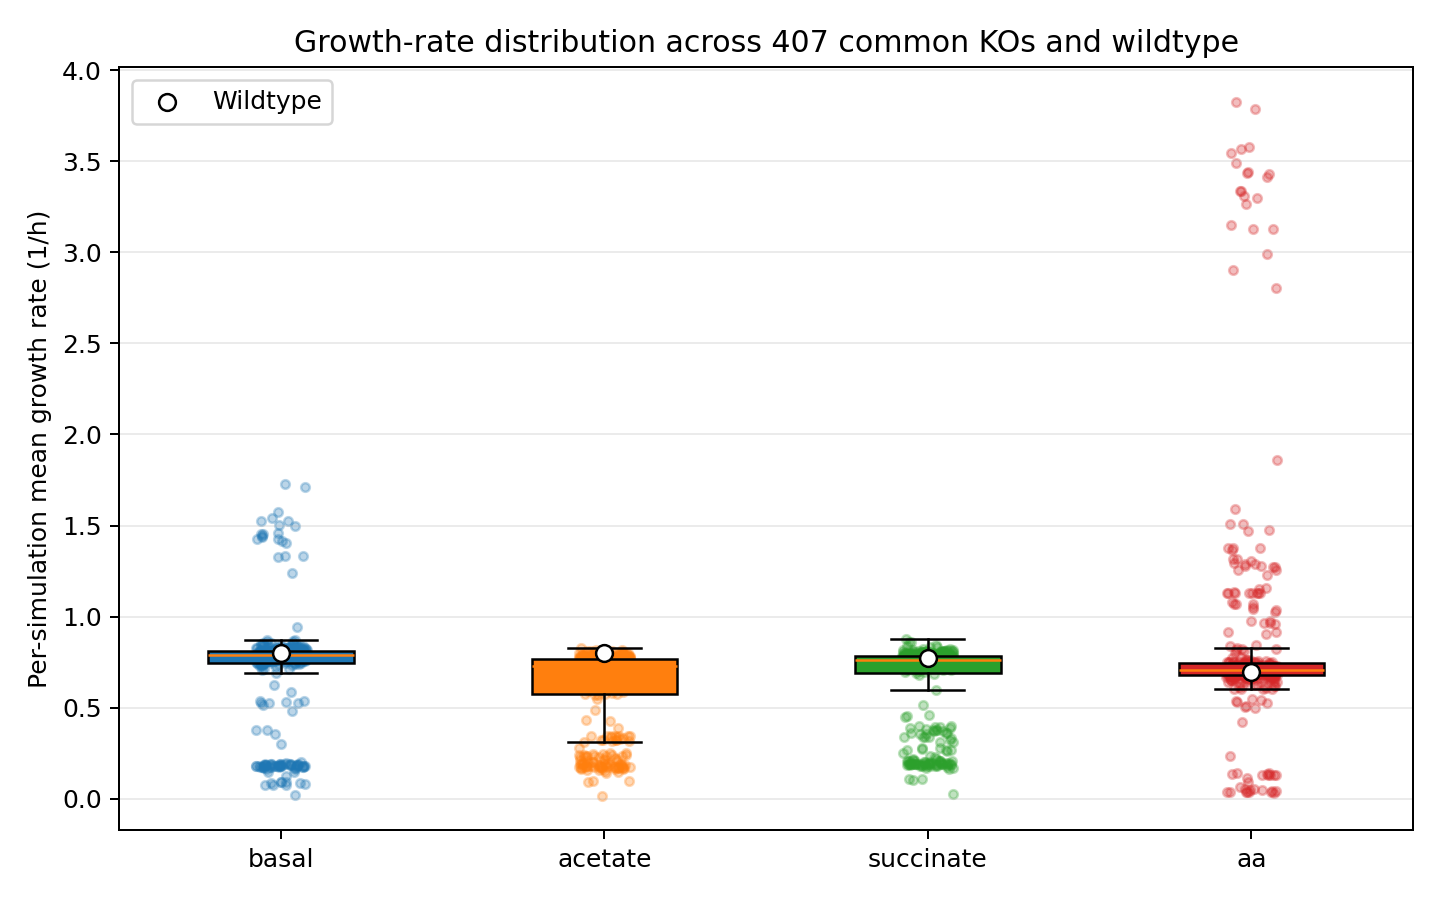 Growth-rate distribution across 407 common KOs and wildtype
Wildtype
Per-simulation mean growth rate (1/h)
4.0
3.5
3.0
2.5
2.0
1.5
1.0
0.5
0.0
basal acetate succinate aa